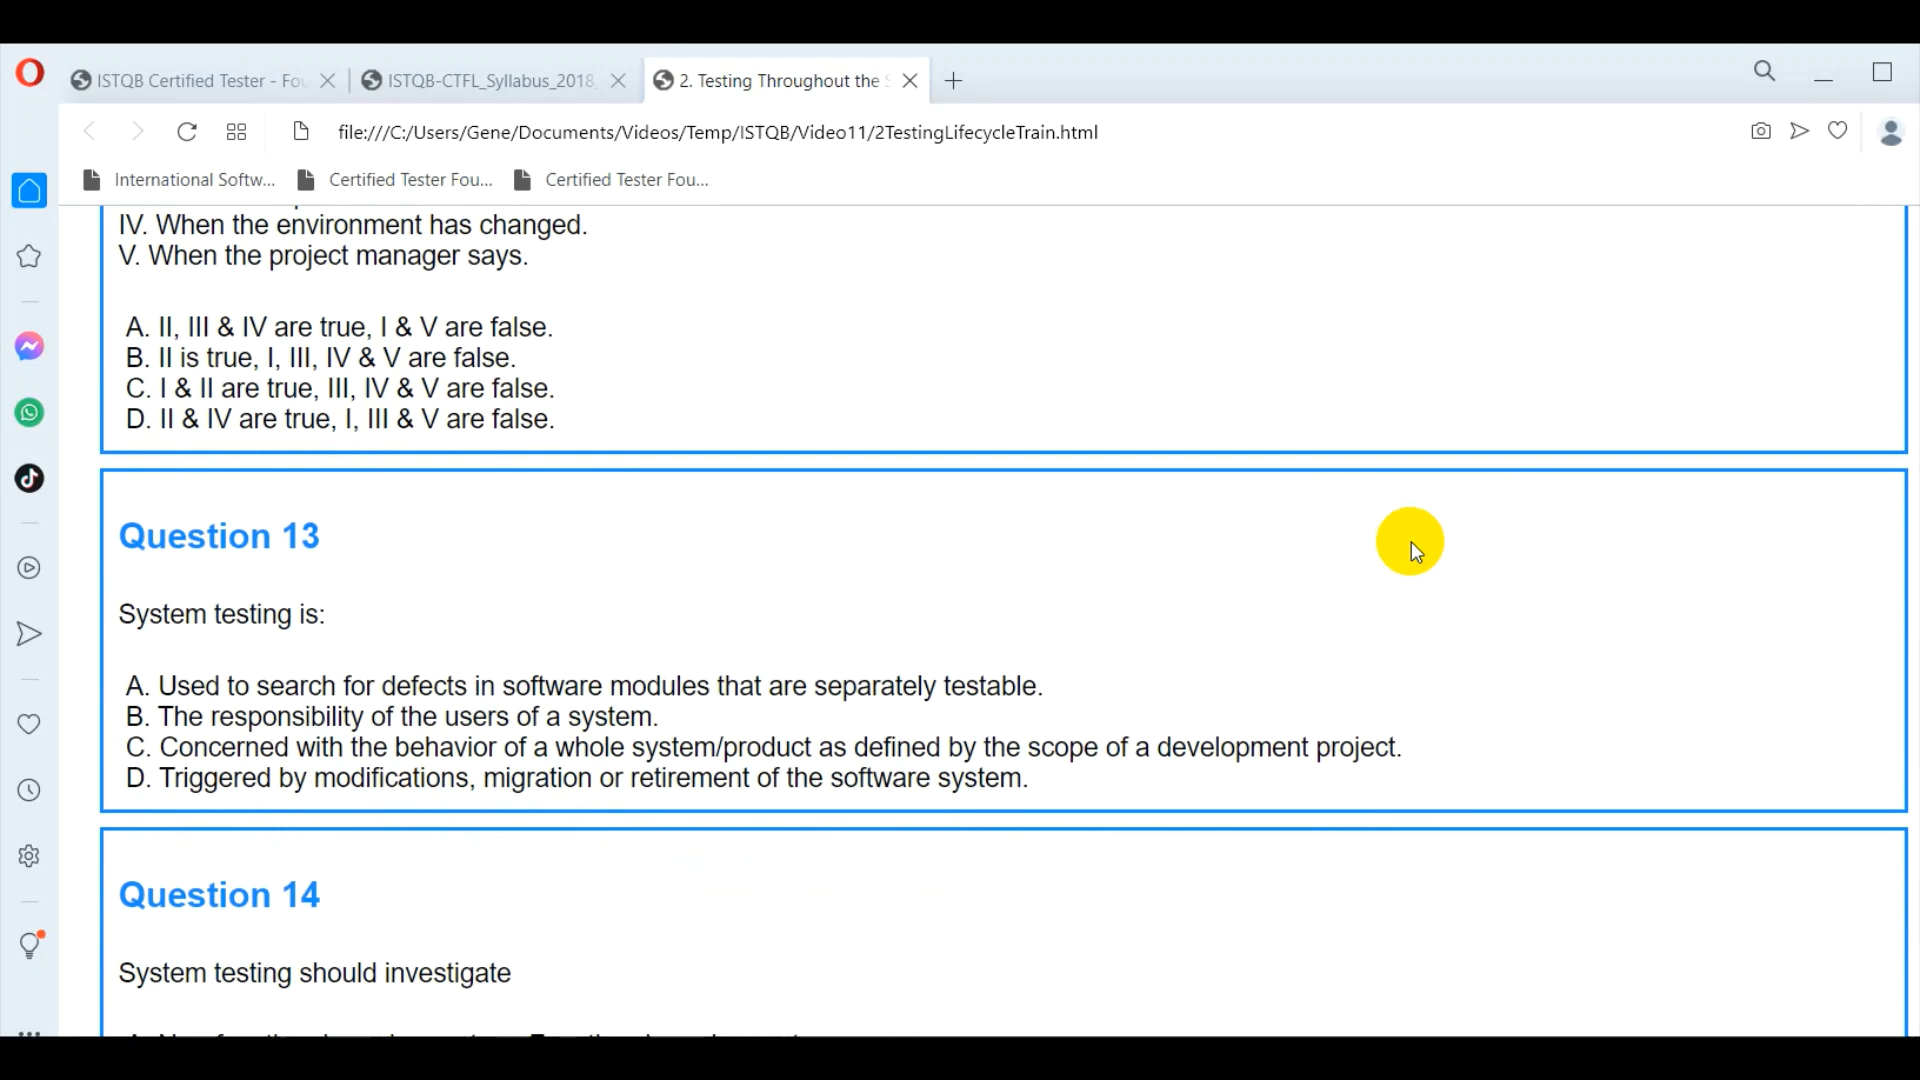 ISTQB Certified Tester - Fou
ISTQB-CTFL_Syllabus_2018
2. Testing Throughout the S
file:///C:/Users/Gene/Documents/Videos/Temp/ISTQB/Video11/2TestingLifecycleTrain.html
International Softw...
Certified Tester Fou...
Certified Tester Fou...
IV. When the environment has changed.
V. When the project manager says.
A. II, III & IV are true, I & V are false.
B. II is true, I, III, IV & V are false.
C. I & II are true, III, IV & V are false.
D. II & IV are true, I, III & V are false.
Question 13
System testing is:
A. Used to search for defects in software modules that are separately testable.
B. The responsibility of the users of a system.
C. Concerned with the behavior of a whole system/product as defined by the scope of a development project.
D. Triggered by modifications, migration or retirement of the software system.
Question 14
System testing should investigate